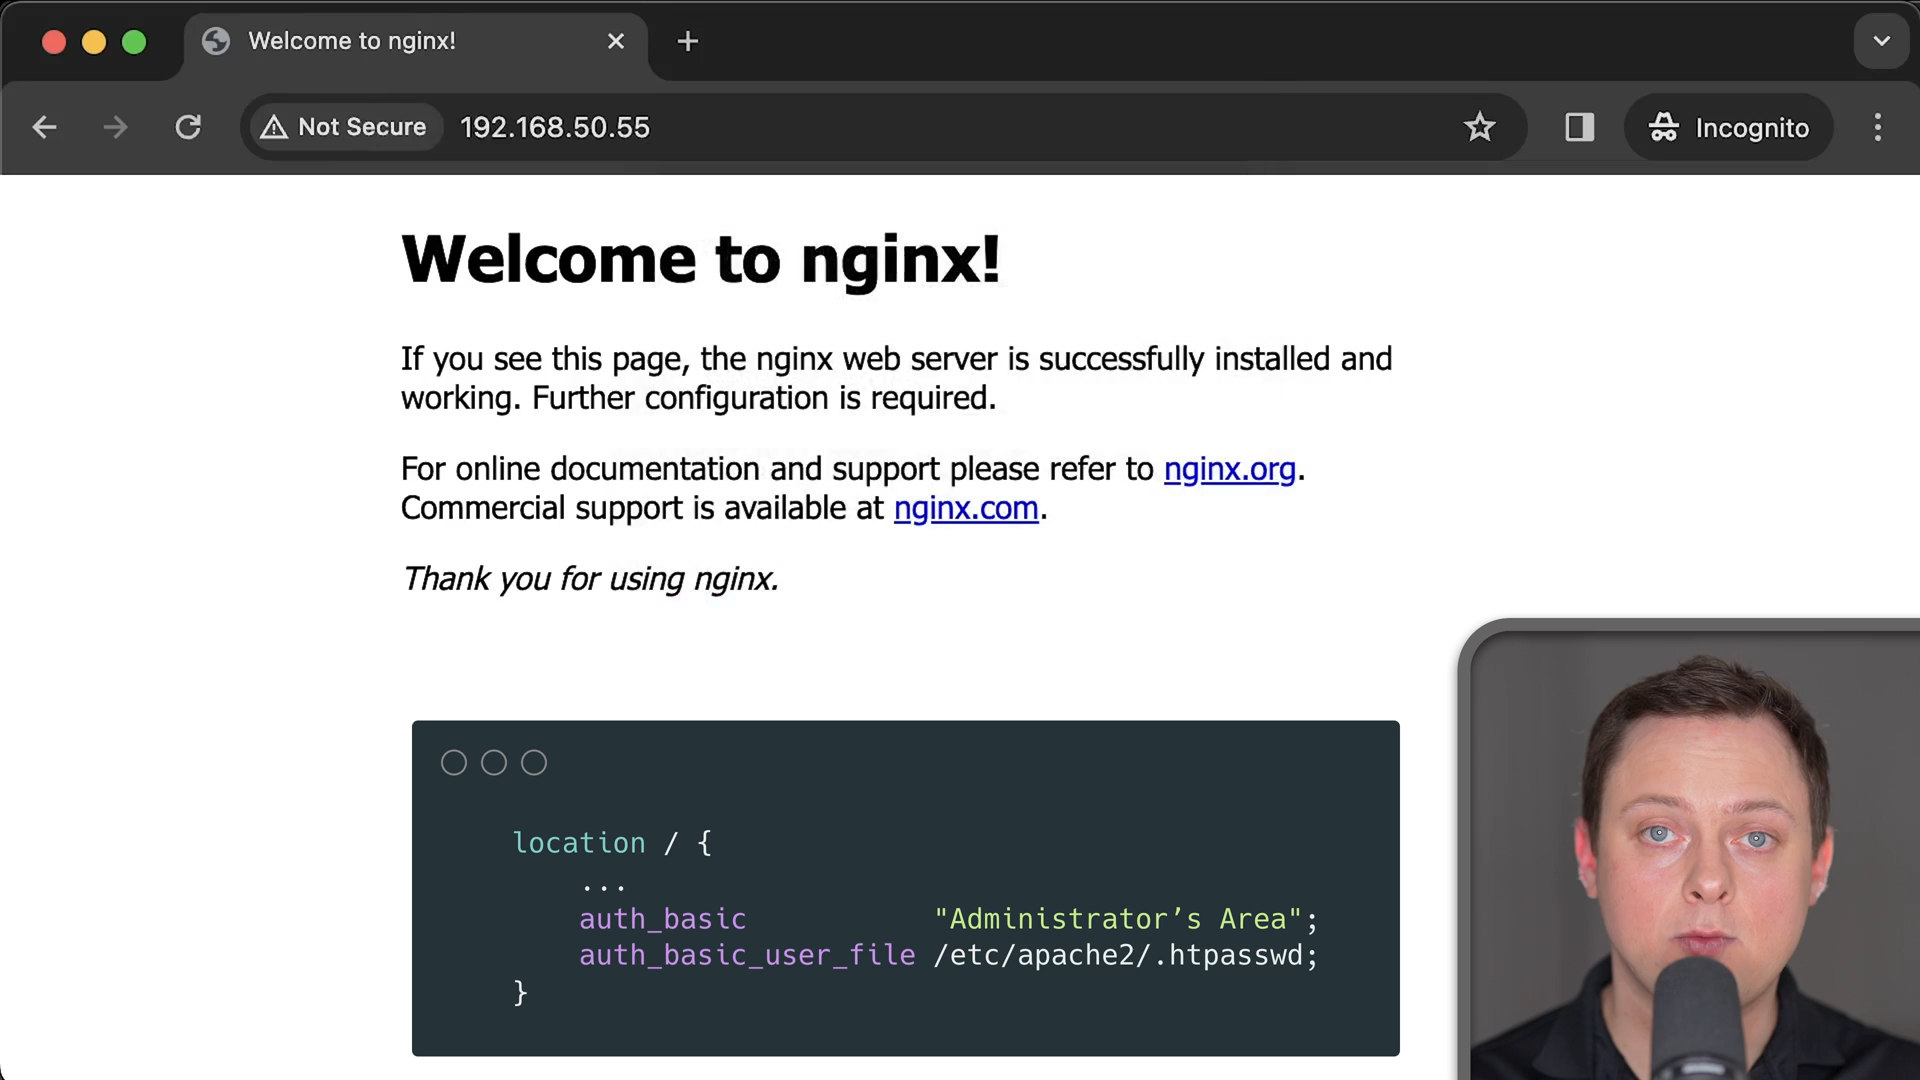 Welcome to nginx!
Not Secure
192.168.50.55
Incognito
Welcome to nginx!
If you see this page, the nginx web server is successfully installed and
working. Further configuration is required.
For online documentation and support please refer to nginx.org.
Commercial support is available at nginx.com.
Thank you for using nginx.
location / {
...
auth_basic "Administrator’s Area";
auth_basic_user_file /etc/apache2/.htpasswd;
}